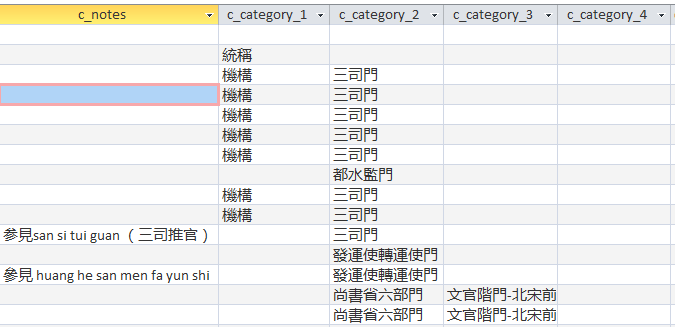 c_notes c_category_1 c_category_2 c_category_3 c_category_4
統稱
機構 三司門
機構 三司門
機構 三司門
機構 三司門
機構 三司門
都水監門
機構 三司門
機構 三司門
參見san si tui guan （三司推官） 三司門
發運使轉運使門
參見 huang he san men fa yun shi 發運使轉運使門
尚書省六部門 文官階門-北宋前
尚書省六部門 文官階門-北宋前